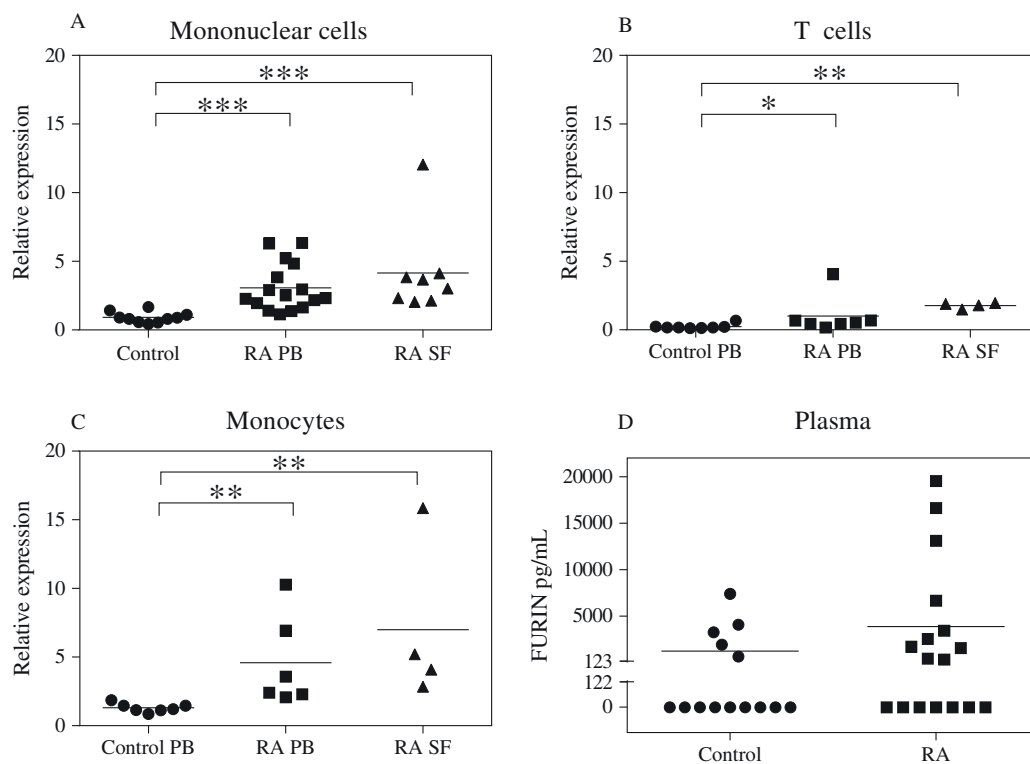 A
Mononuclear cells
20
15
10
5
0
Relative expression
***
***
Control
RA PB
RA SF
B
T cells
20
15
10
5
0
Relative expression
**
*
Control PB
RA PB
RA SF
C
Monocytes
20
15
10
5
0
Relative expression
**
**
Control PB
RA PB
RA SF
D
Plasma
20000
15000
10000
5000
123
122
0
FURIN pg/mL
Control
RA